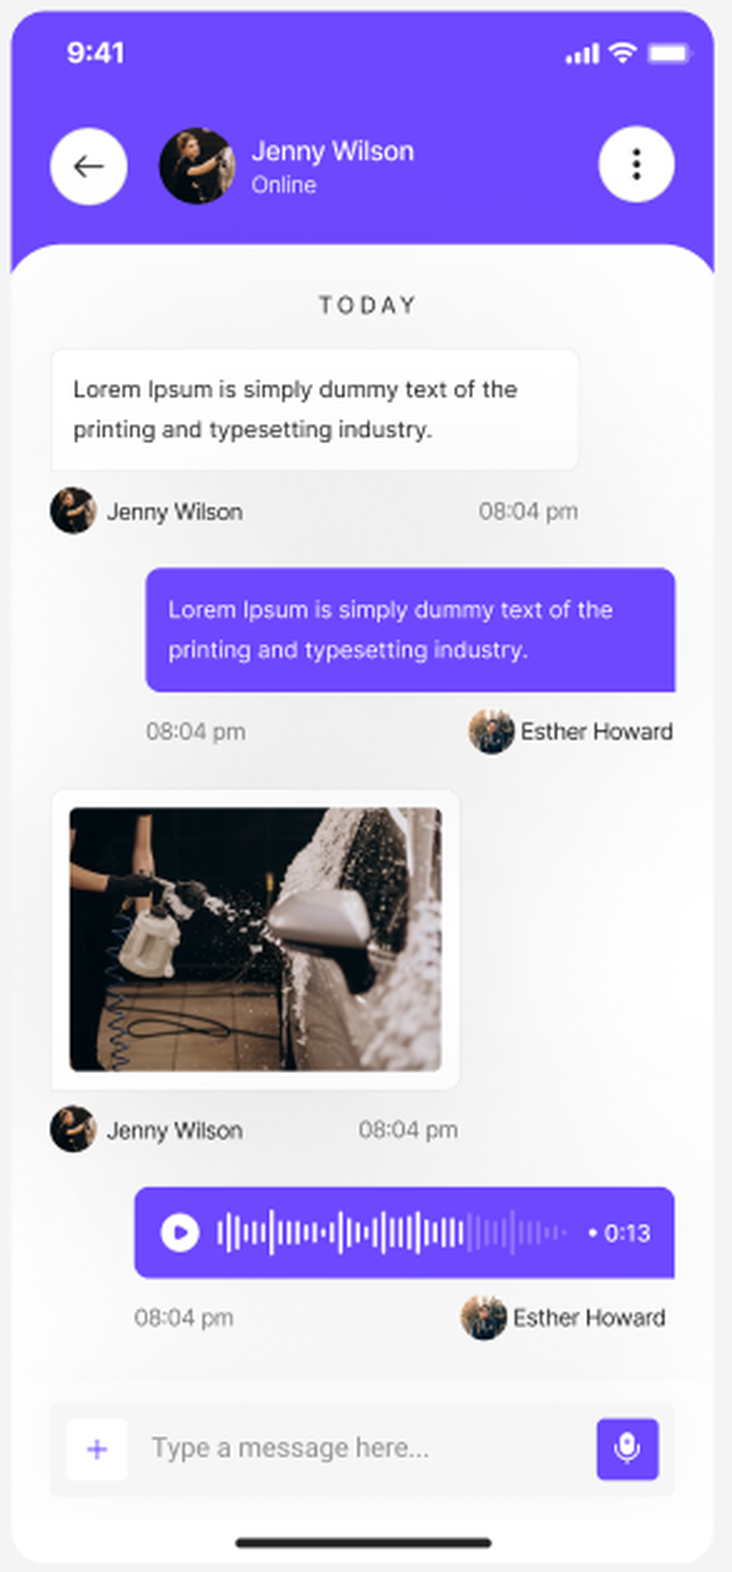 9:41
Jenny Wilson
Online
TODAY
Lorem Ipsum is simply dummy text of the
printing and typesetting industry.
Jenny Wilson
08:04 pm
Lorem Ipsum is simply dummy text of the
printing and typesetting industry.
08:04 pm
Esther Howard
Jenny Wilson
08:04 pm
• 0:13
08:04 pm
Esther Howard
Type a message here...